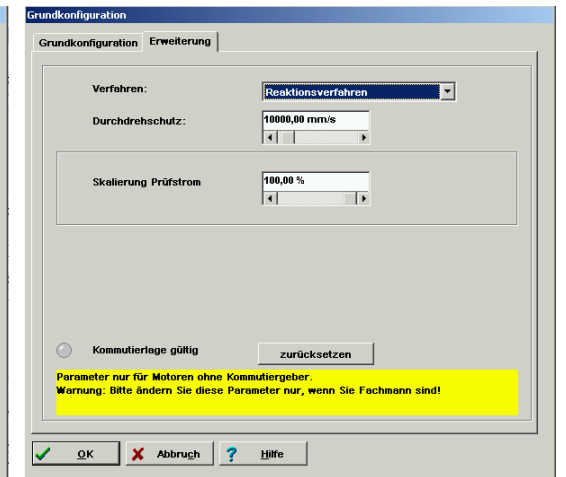 Grundkonfiguration
Grundkonfiguration Erweiterung
Verfahren: Reaktionsverfahren
Durchdrehschutz: 10000,00 mm/s
Skalierung Prüfstrom 100,00 %
Kommutierlage gültig zurücksetzen
Parameter nur für Motoren ohne Kommutiergeber.
Warnung: Bitte ändern Sie diese Parameter nur, wenn Sie Fachmann sind!
OK Abbruch Hilfe